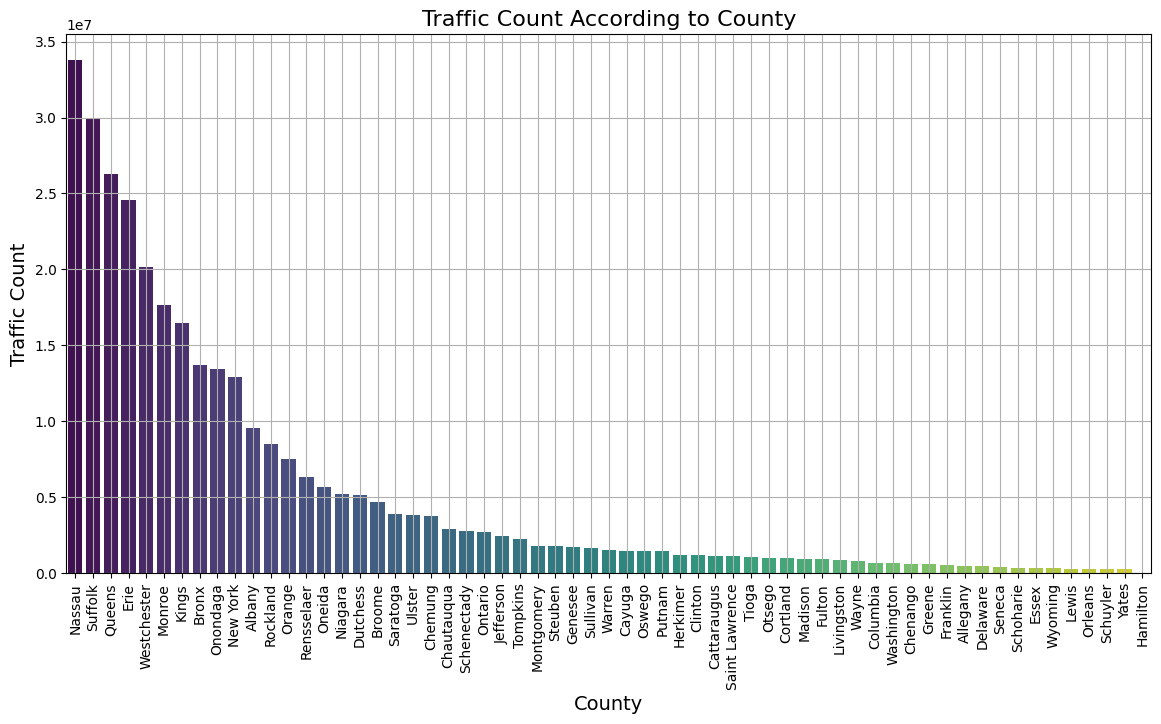 Traffic Count According to County
1e7
3.5
3.0
2.5
2.0
1.5
1.0
0.5
0.0
Traffic Count
Nassau
Suffolk
Queens
Erie
Westchester
Monroe
Kings
Bronx
Onondaga
New York
Albany
Rockland
Orange
Rensselaer
Oneida
Niagara
Dutchess
Broome
Saratoga
Ulster
Chemung
Chautauqua
Schenectady
Ontario
Jefferson
Tompkins
Montgomery
Steuben
Genesee
Sullivan
Warren
Cayuga
Oswego
Putnam
Herkimer
Clinton
Cattaraugus
Saint Lawrence
Tioga
Otsego
Cortland
Madison
Fulton
Livingston
Wayne
Columbia
Washington
Chenango
Greene
Franklin
Allegany
Delaware
Seneca
Schoharie
Essex
Wyoming
Lewis
Orleans
Schuyler
Yates
Hamilton
County